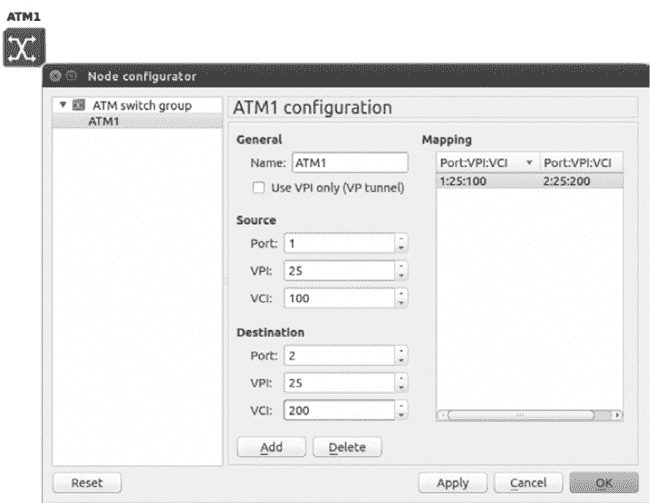 ATM1
Node configurator
ATM switch group
ATM1
ATM1 configuration
General
Name: ATM1
Use VPI only (VP tunnel)
Source
Port: 1
VPI: 25
VCI: 100
Destination
Port: 2
VPI: 25
VCI: 200
Add Delete
Mapping
Port:VPI:VCI Port:VPI:VCI
1:25:100 2:25:200
Reset Apply Cancel OK